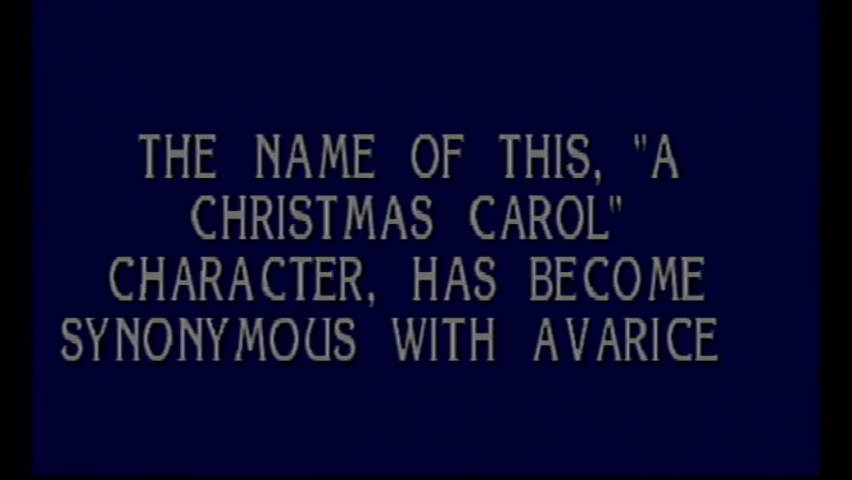 THE NAME OF THIS, "A
CHRISTMAS CAROL"
CHARACTER, HAS BECOME
SYNONYMOUS WITH AVARICE